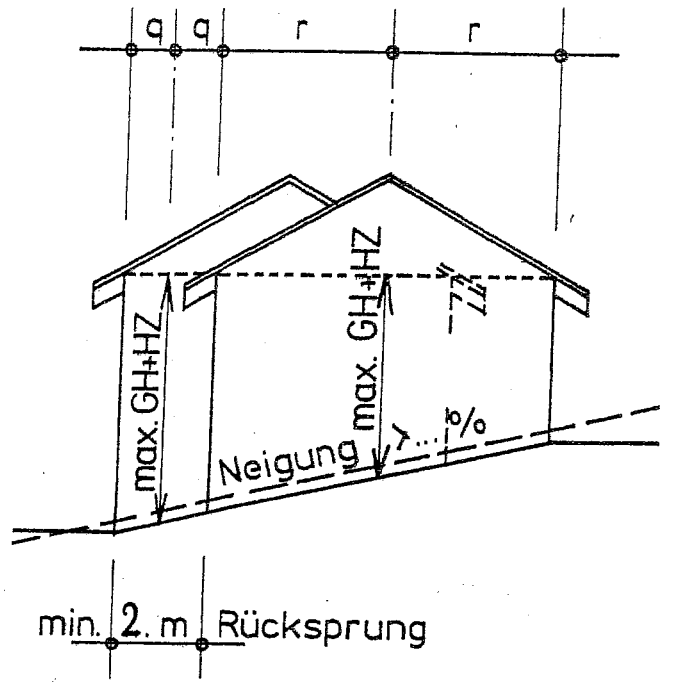 q q r r
max. GH+HZ
max. GH+HZ
Neigung >...%
min. 2. m Rücksprung